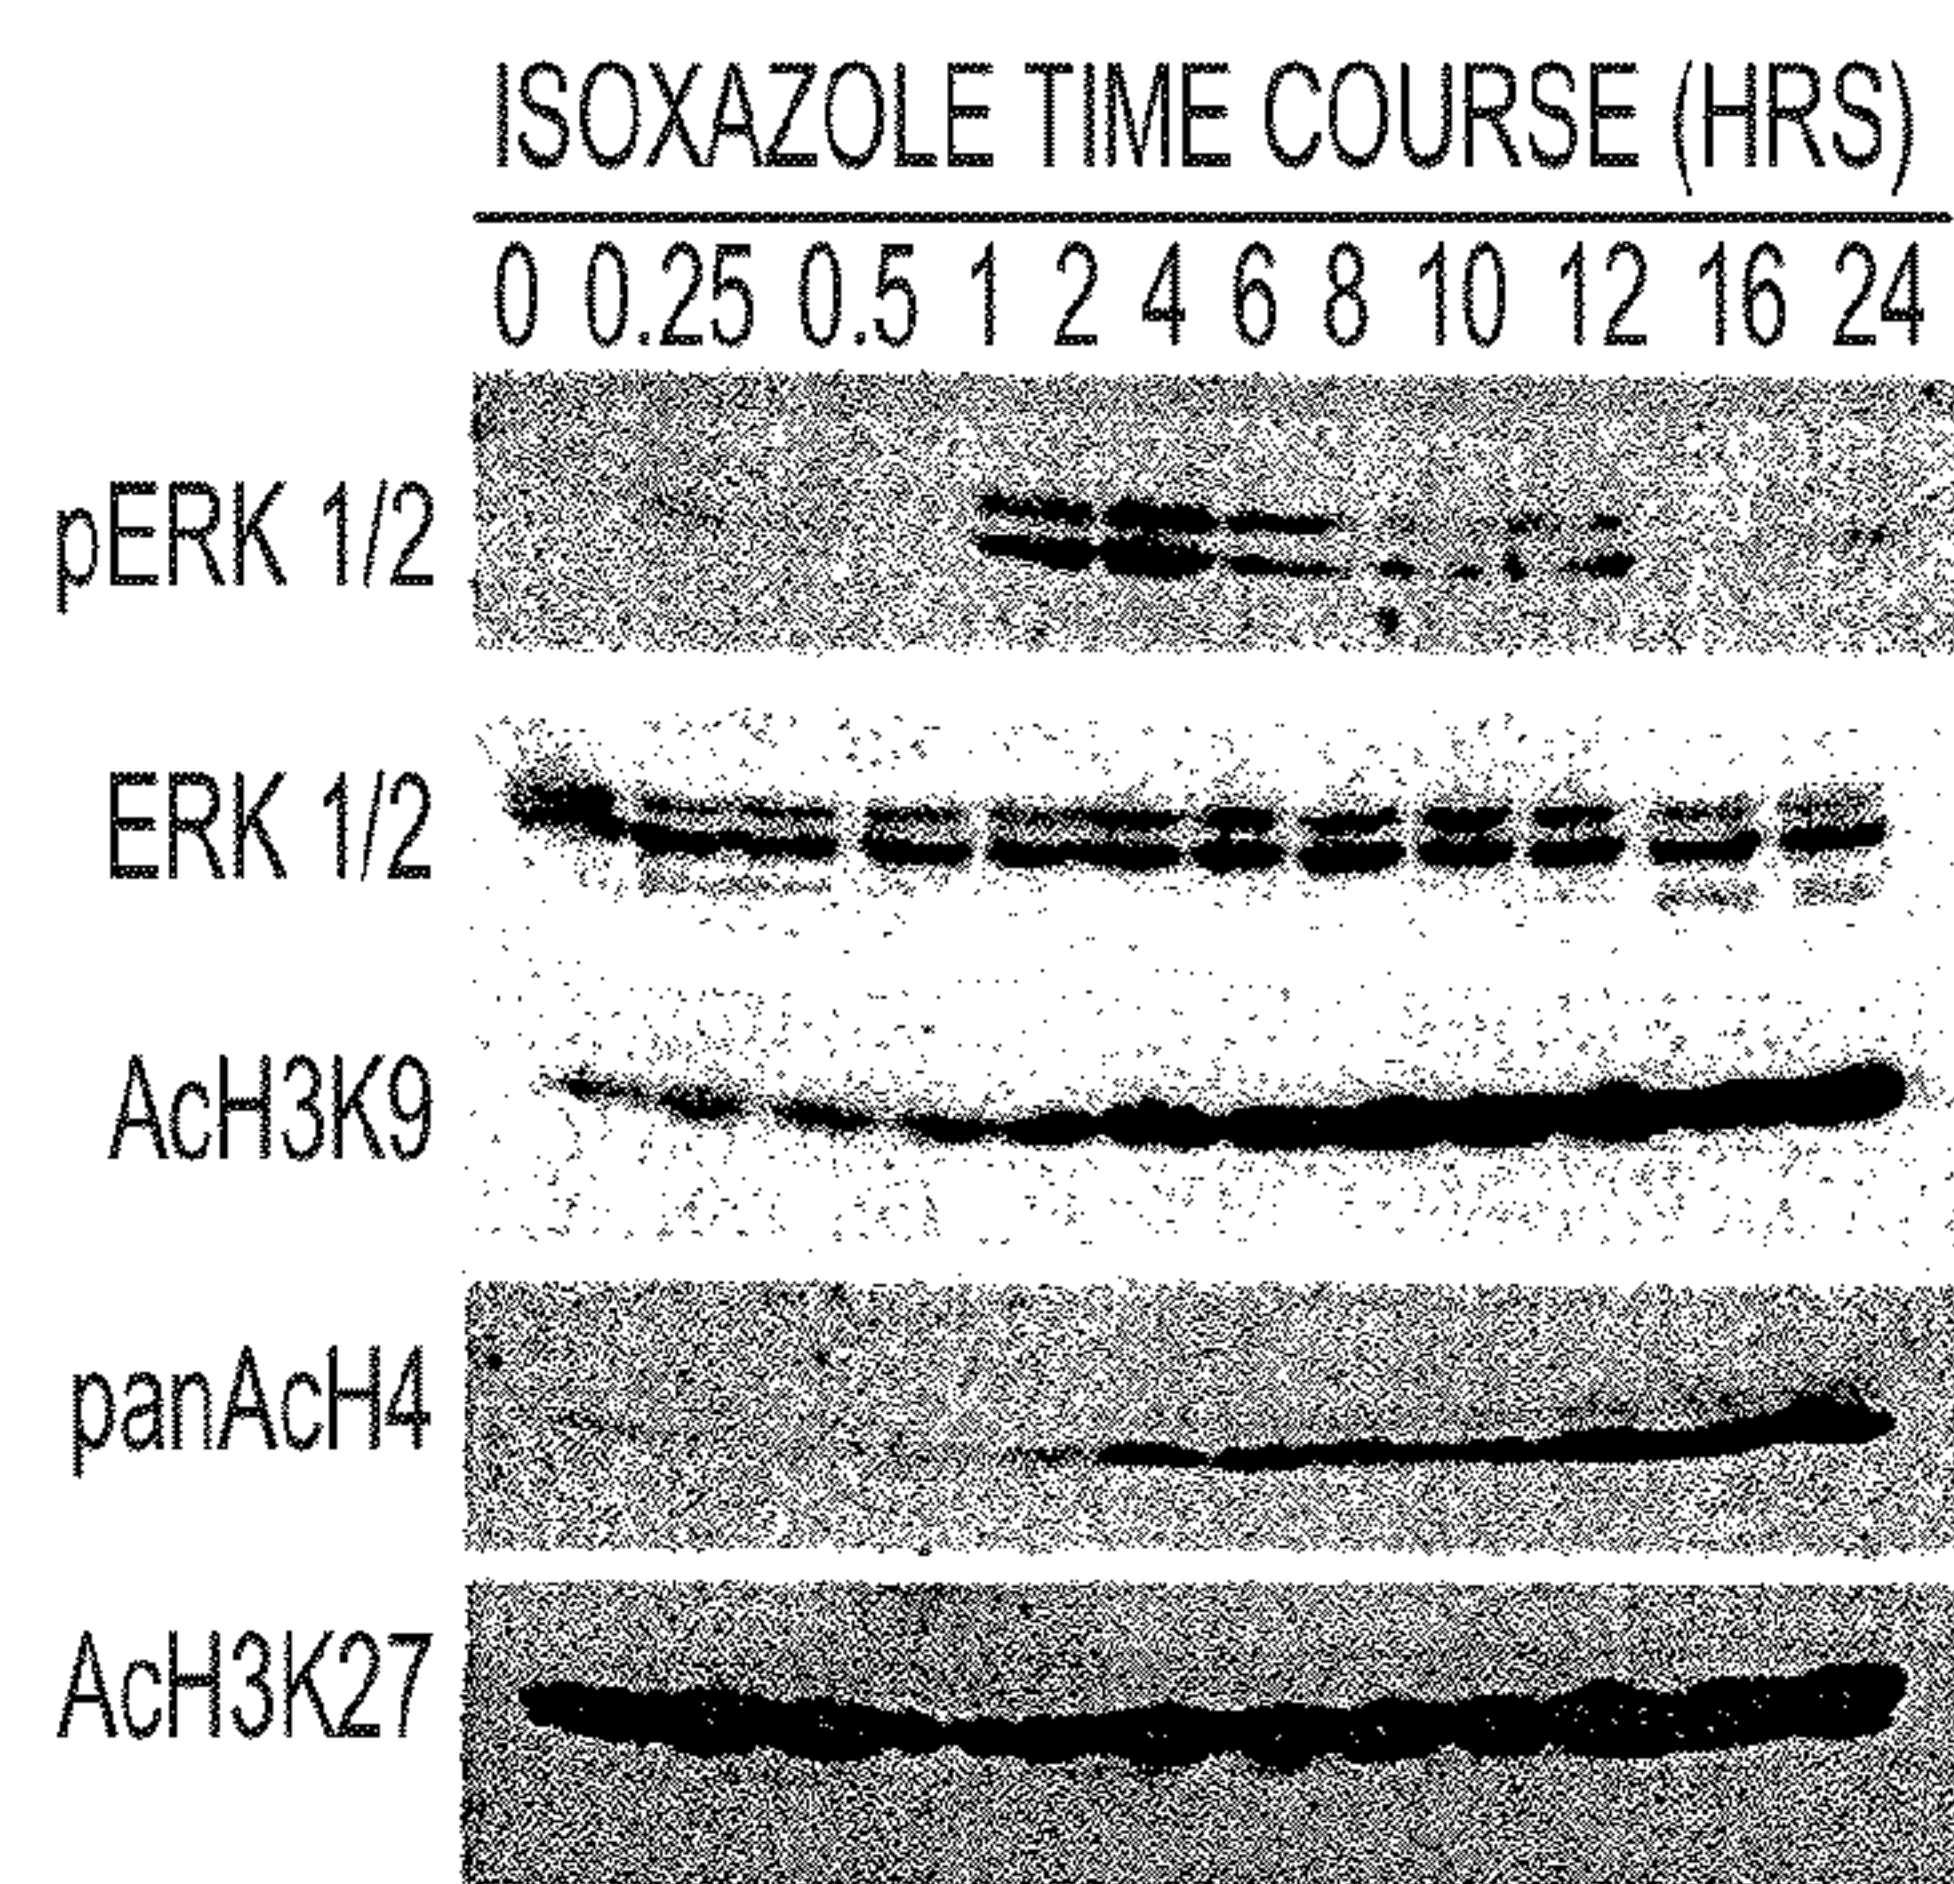 ISOXAZOLE TIME COURSE (HRS)
0 0.25 0.5 1 2 4 6 8 10 12 16 24
pERK 1/2
ERK 1/2
AcH3K9
panAcH4
AcH3K27